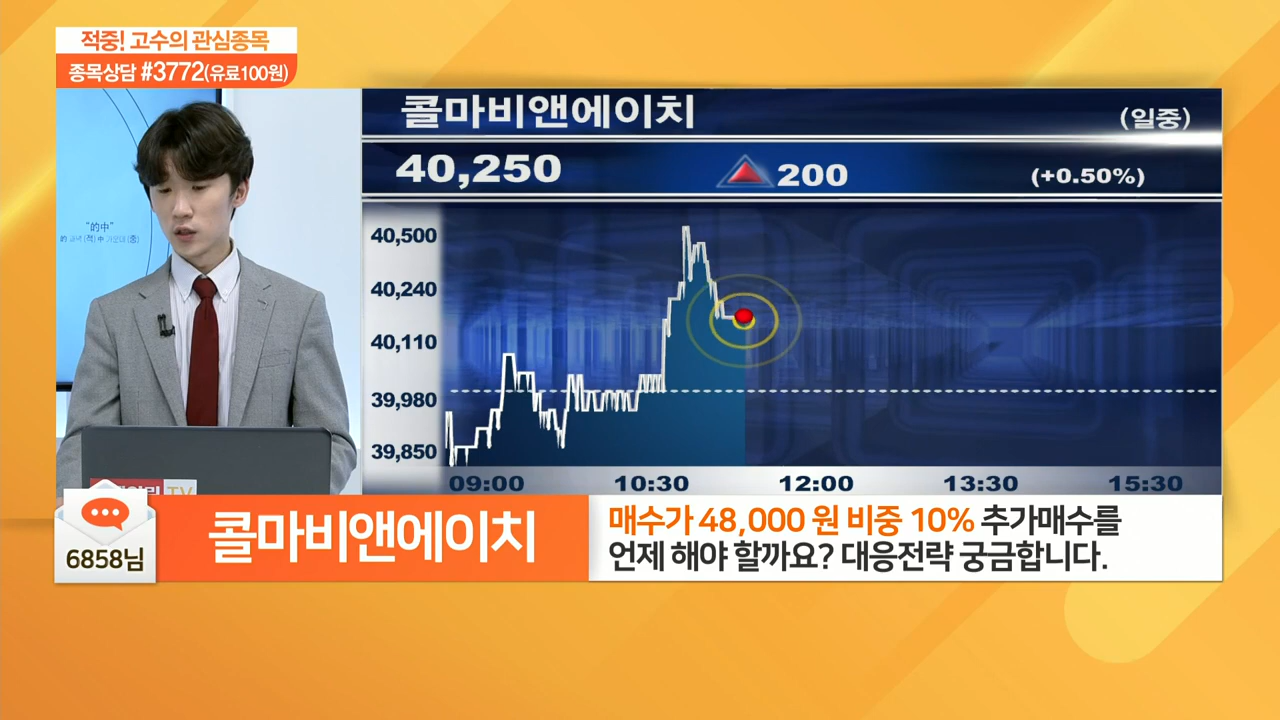 적중! 고수의 관심종목
종목상담 #3772(유료100원)
콜마비앤에이치
(일중)
40,250
200
(+0.50%)
"的中"
40,500
40,240
40,110
39,980
39,850
09:00
10:30
12:00
13:30
15:30
TV
6858님
콜마비앤에이치
매수가 48,000 원 비중 10% 추가매수를
언제 해야 할까요? 대응전략 궁금합니다.